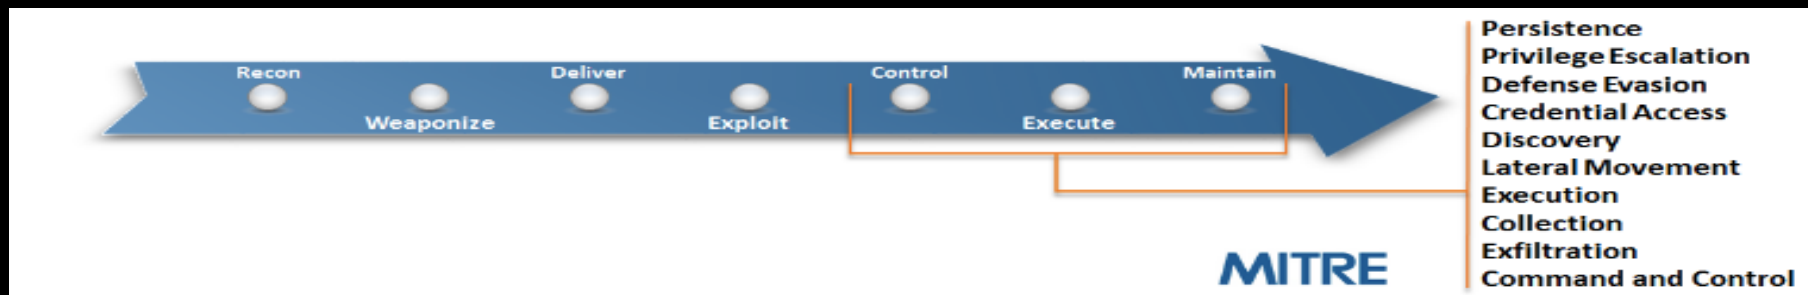 Recon
Weaponize
Deliver
Exploit
Control
Execute
Maintain
Persistence
Privilege Escalation
Defense Evasion
Credential Access
Discovery
Lateral Movement
Execution
Collection
Exfiltration
Command and Control
MITRE